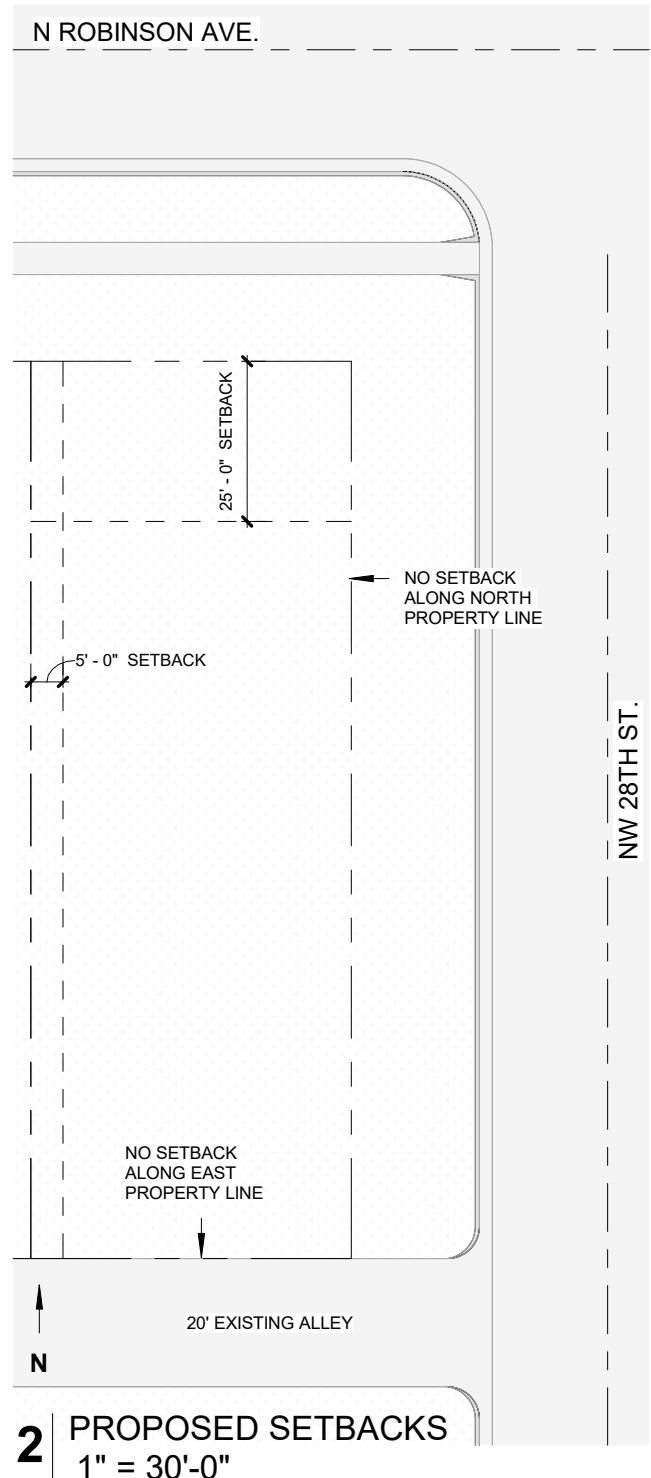 N ROBINSON AVE.
25' - 0" SETBACK
NO SETBACK
ALONG NORTH
PROPERTY LINE
5' - 0" SETBACK
NW 28TH ST.
NO SETBACK
ALONG EAST
PROPERTY LINE
20' EXISTING ALLEY
N
2 PROPOSED SETBACKS
1" = 30'-0"